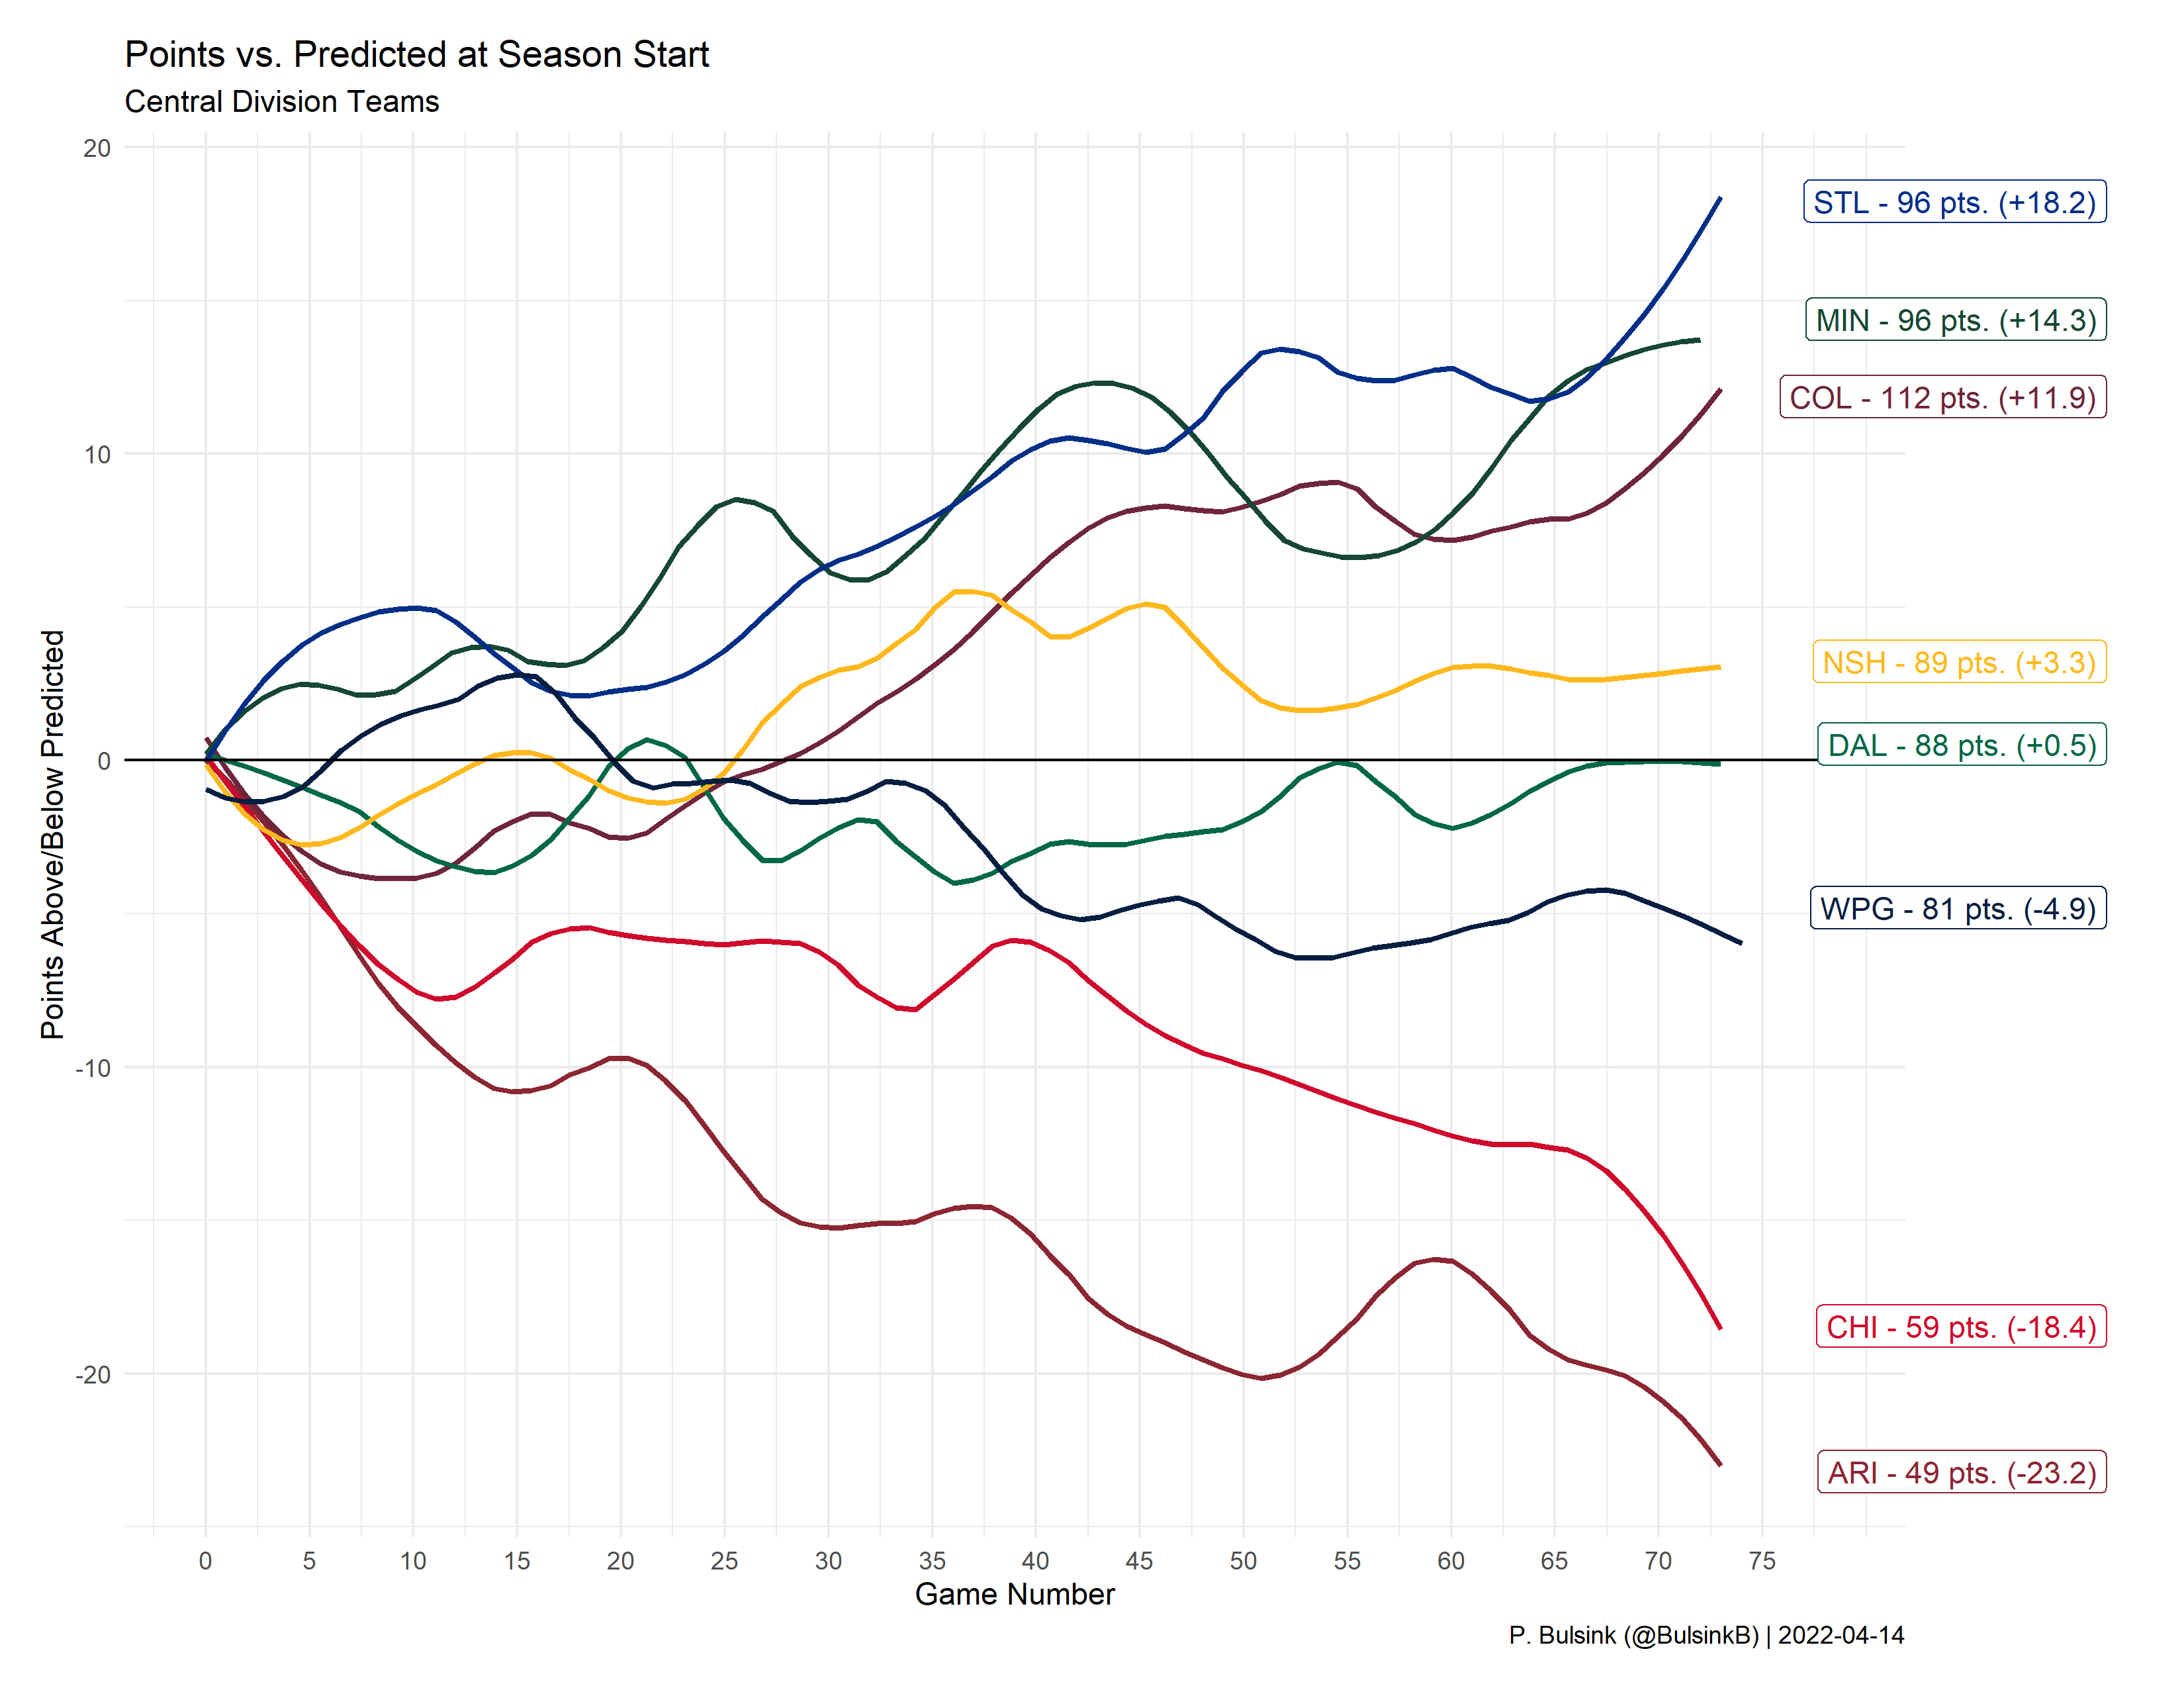 Points vs. Predicted at Season Start
Central Division Teams
Points Above/Below Predicted
20
10
0
-10
-20
STL - 96 pts. (+18.2)
MIN - 96 pts. (+14.3)
COL - 112 pts. (+11.9)
NSH - 89 pts. (+3.3)
DAL - 88 pts. (+0.5)
WPG - 81 pts. (-4.9)
CHI - 59 pts. (-18.4)
ARI - 49 pts. (-23.2)
0 5 10 15 20 25 30 35 40 45 50 55 60 65 70 75
Game Number
P. Bulsink (@BulsinkB) | 2022-04-14